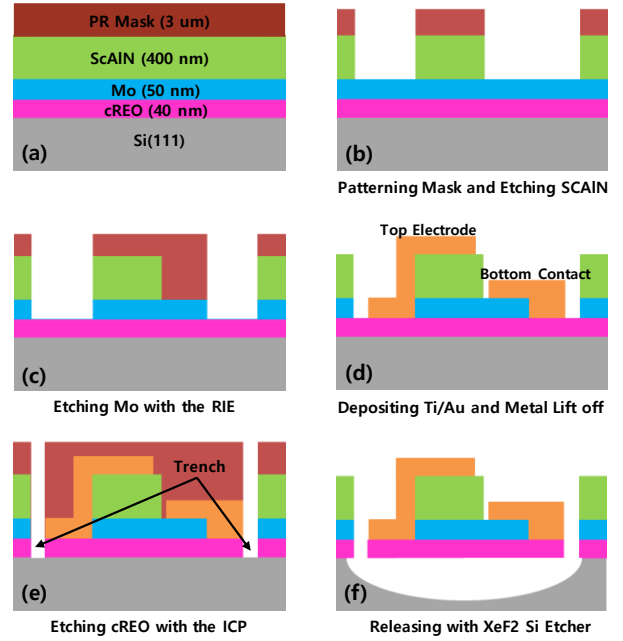 PR Mask (3 um)
ScAlN (400 nm)
Mo (50 nm)
cREO (40 nm)
Si(111)
(a)
(b)
Patterning Mask and Etching SCAlN
(c)
Etching Mo with the RIE
Top Electrode
Bottom Contact
(d)
Depositing Ti/Au and Metal Lift off
Trench
(e)
Etching cREO with the ICP
(f)
Releasing with XeF2 Si Etcher